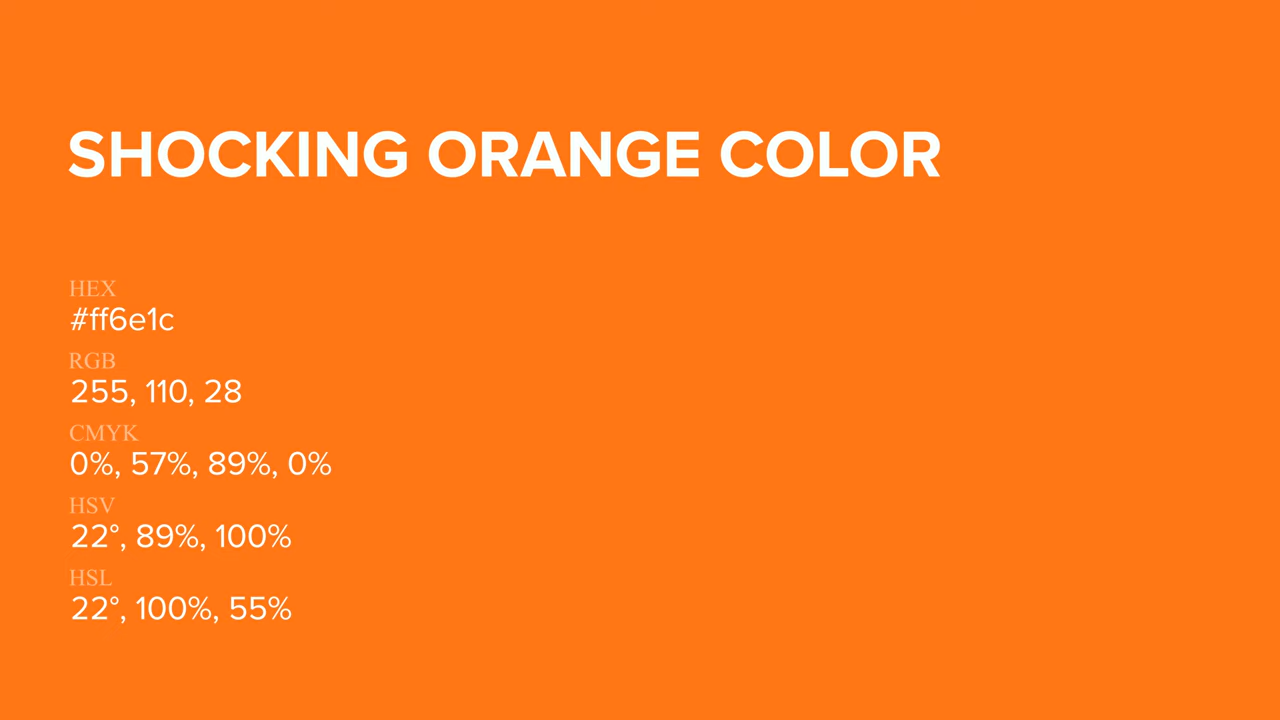 SHOCKING ORANGE COLOR
HEX
#ff6e1c
RGB
255, 110, 28
CMYK
0%, 57%, 89%, 0%
HSV
22°, 89%, 100%
HSL
22°, 100%, 55%